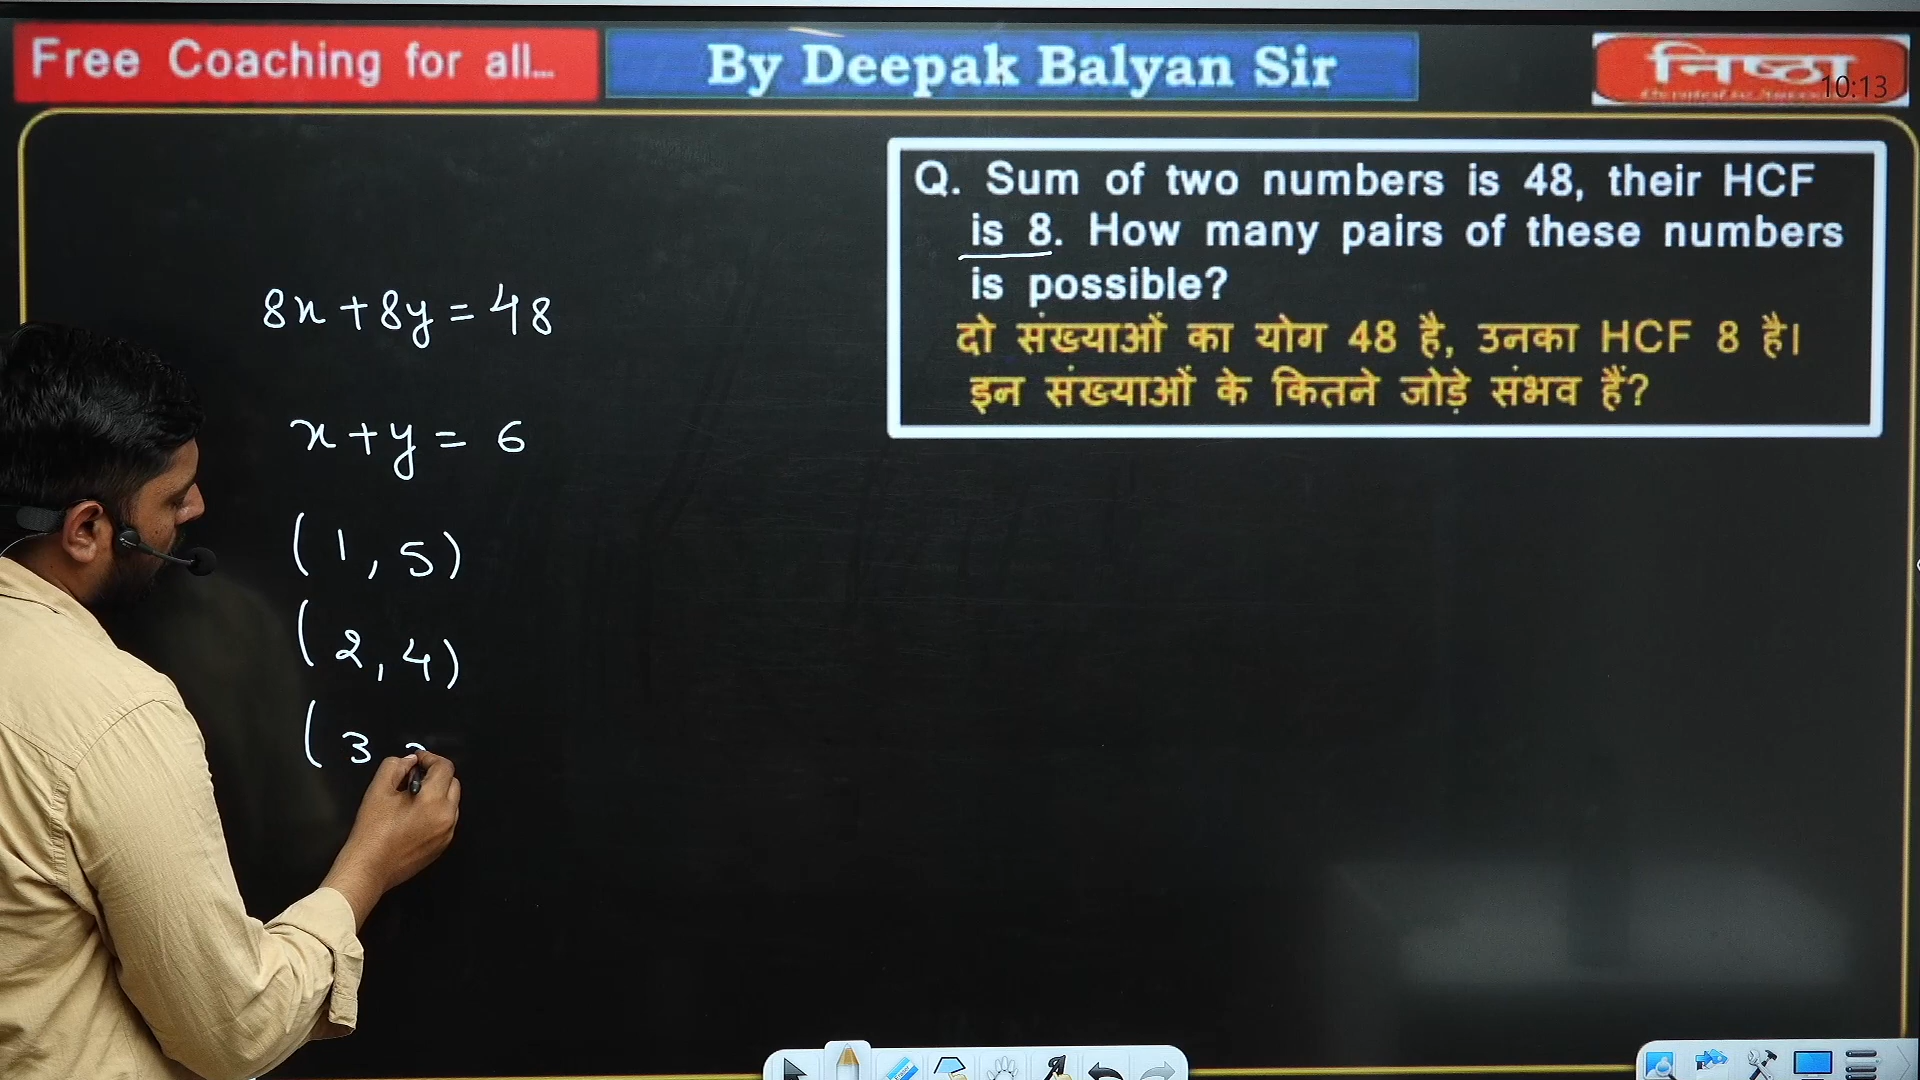 Free Coaching for all...
By Deepak Balyan Sir
निष्ठा
10:13
Q. Sum of two numbers is 48, their HCF
is 8. How many pairs of these numbers
is possible?
दो संख्याओं का योग 48 है, उनका HCF 8 है।
इन संख्याओं के कितने जोड़े संभव हैं?
8x+8y=48
x+y=6
(1,5)
(2,4)
(3